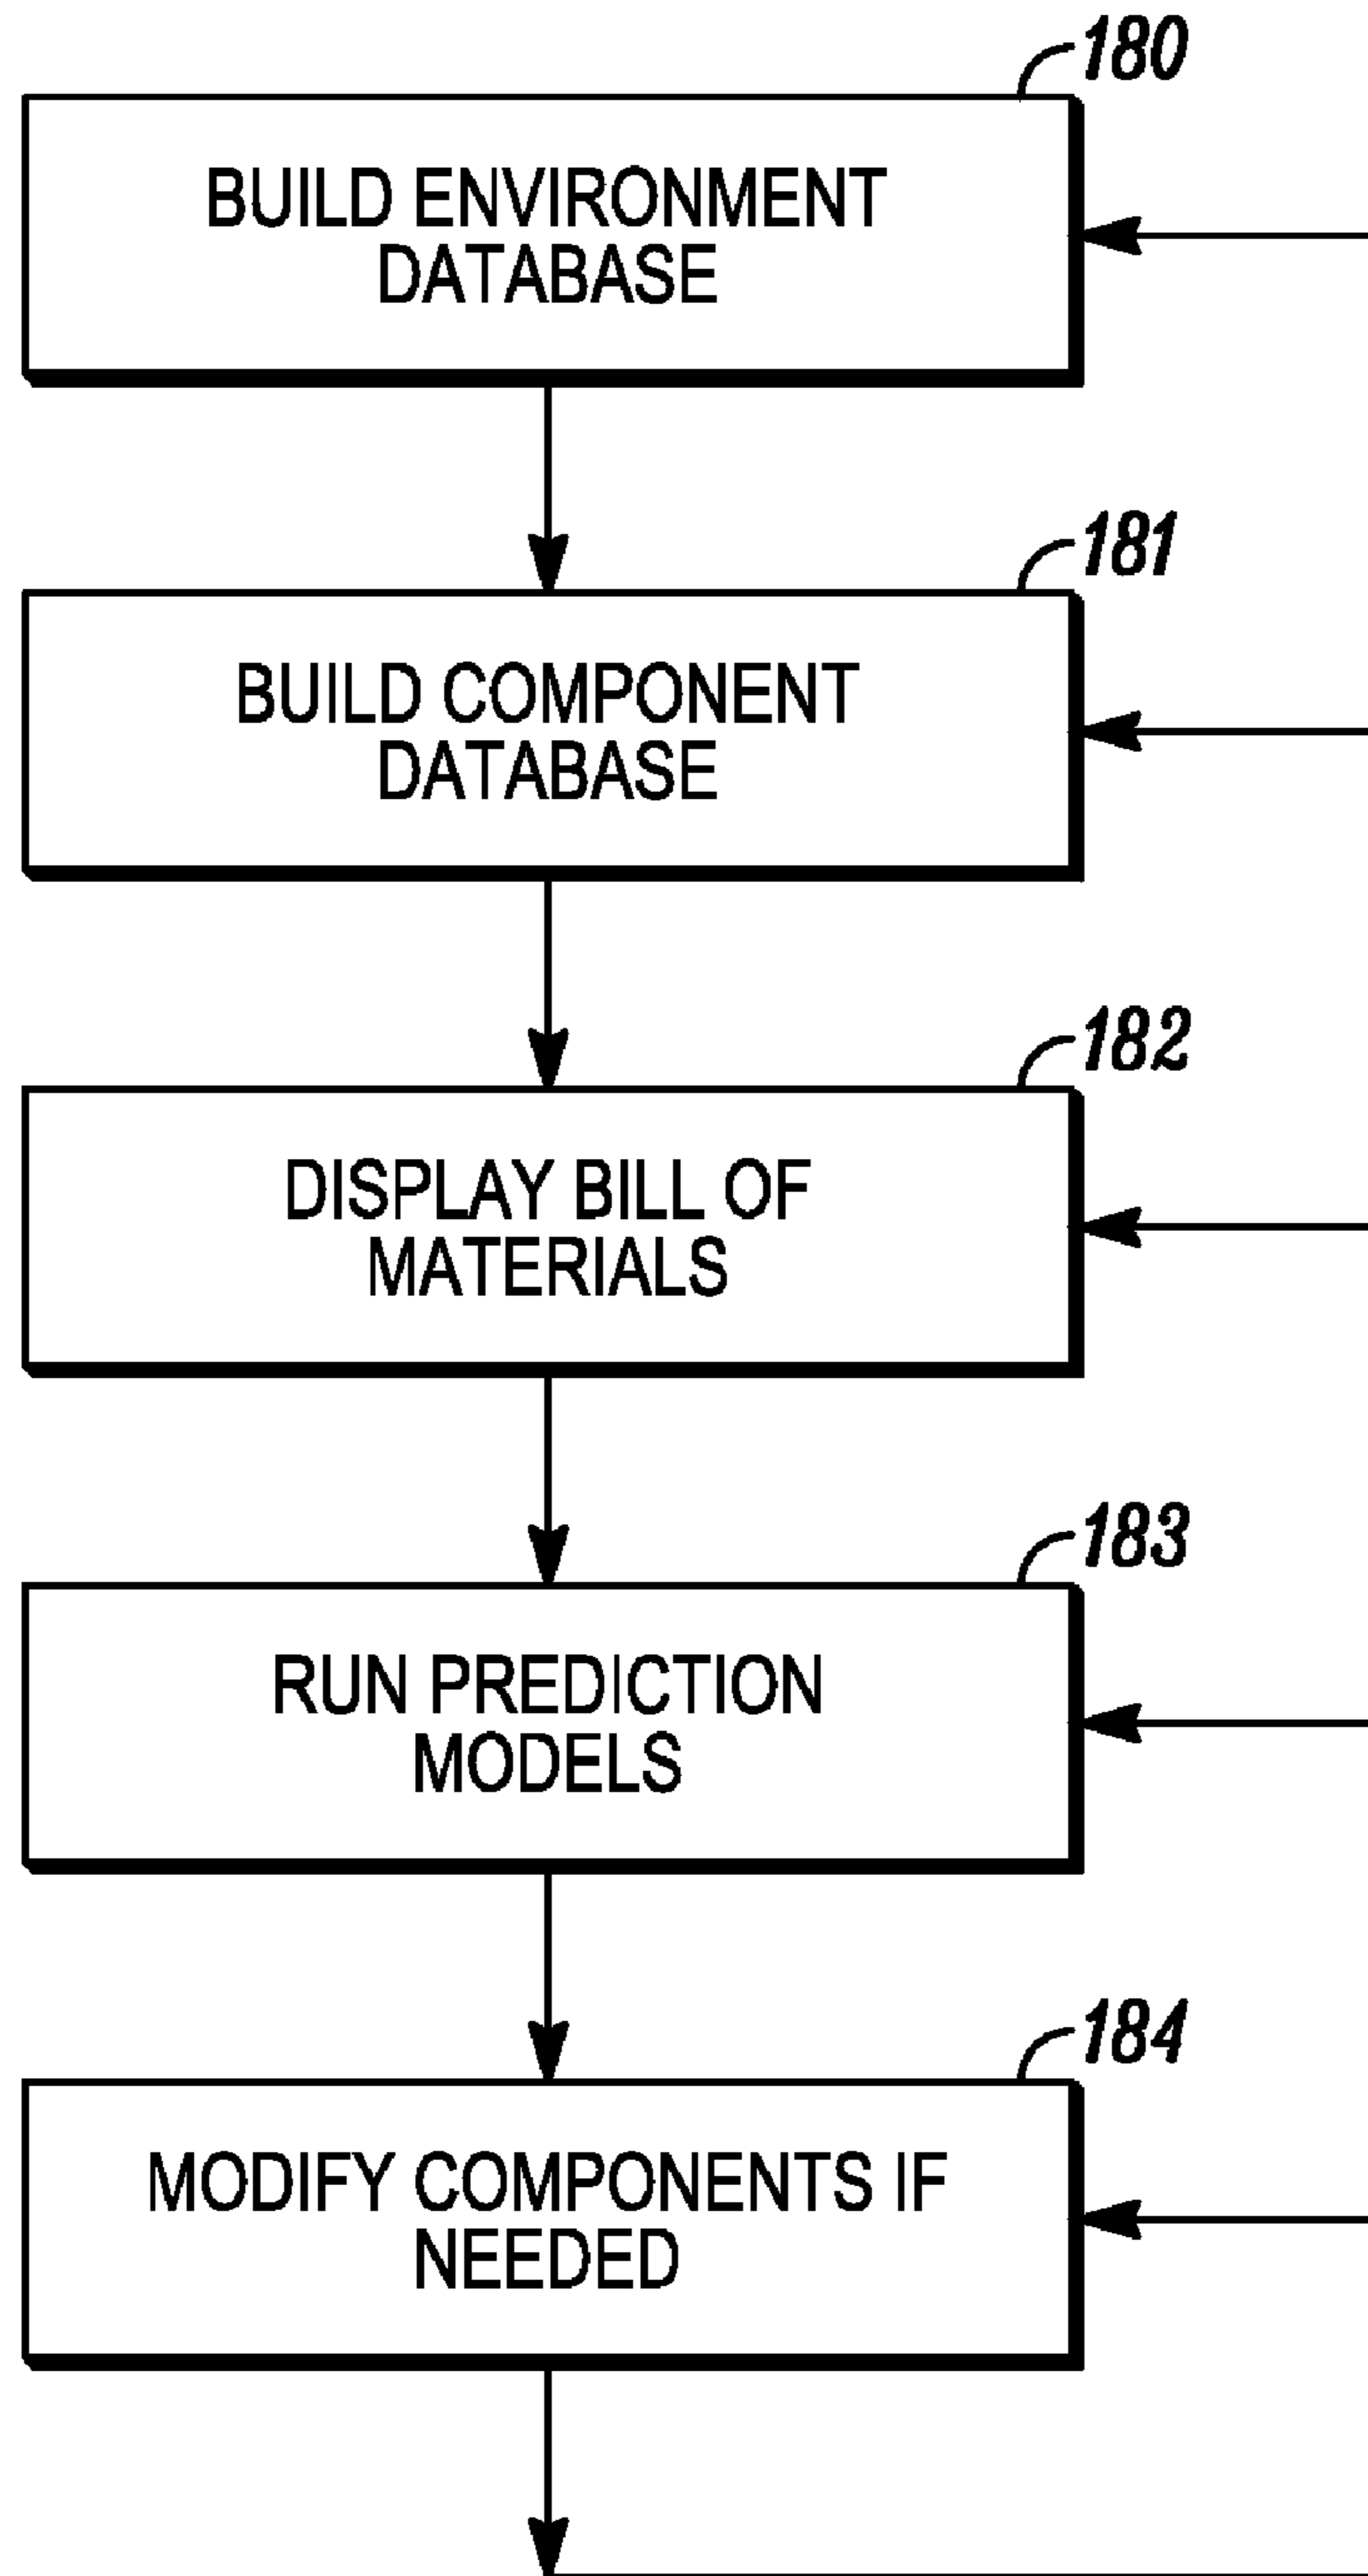 180
BUILD ENVIRONMENT
DATABASE
181
BUILD COMPONENT
DATABASE
182
DISPLAY BILL OF
MATERIALS
183
RUN PREDICTION
MODELS
184
MODIFY COMPONENTS IF
NEEDED